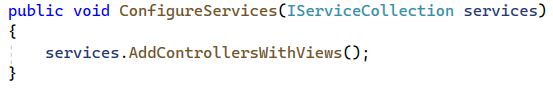 public void ConfigureServices(IServiceCollection services)
{
    services.AddControllersWithViews();
}